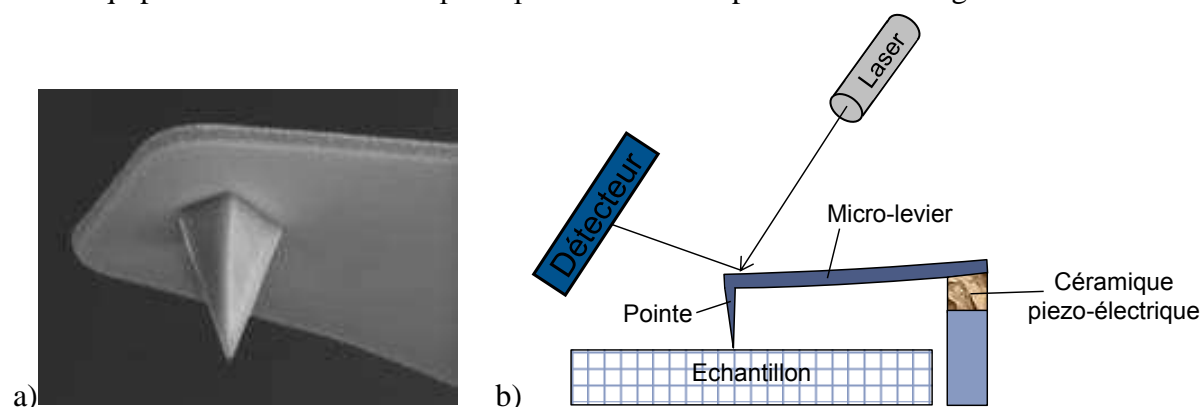 Laser
Détecteur
Micro-levier
Pointe
Céramique
piezo-électrique
Echantillon
a)
b)